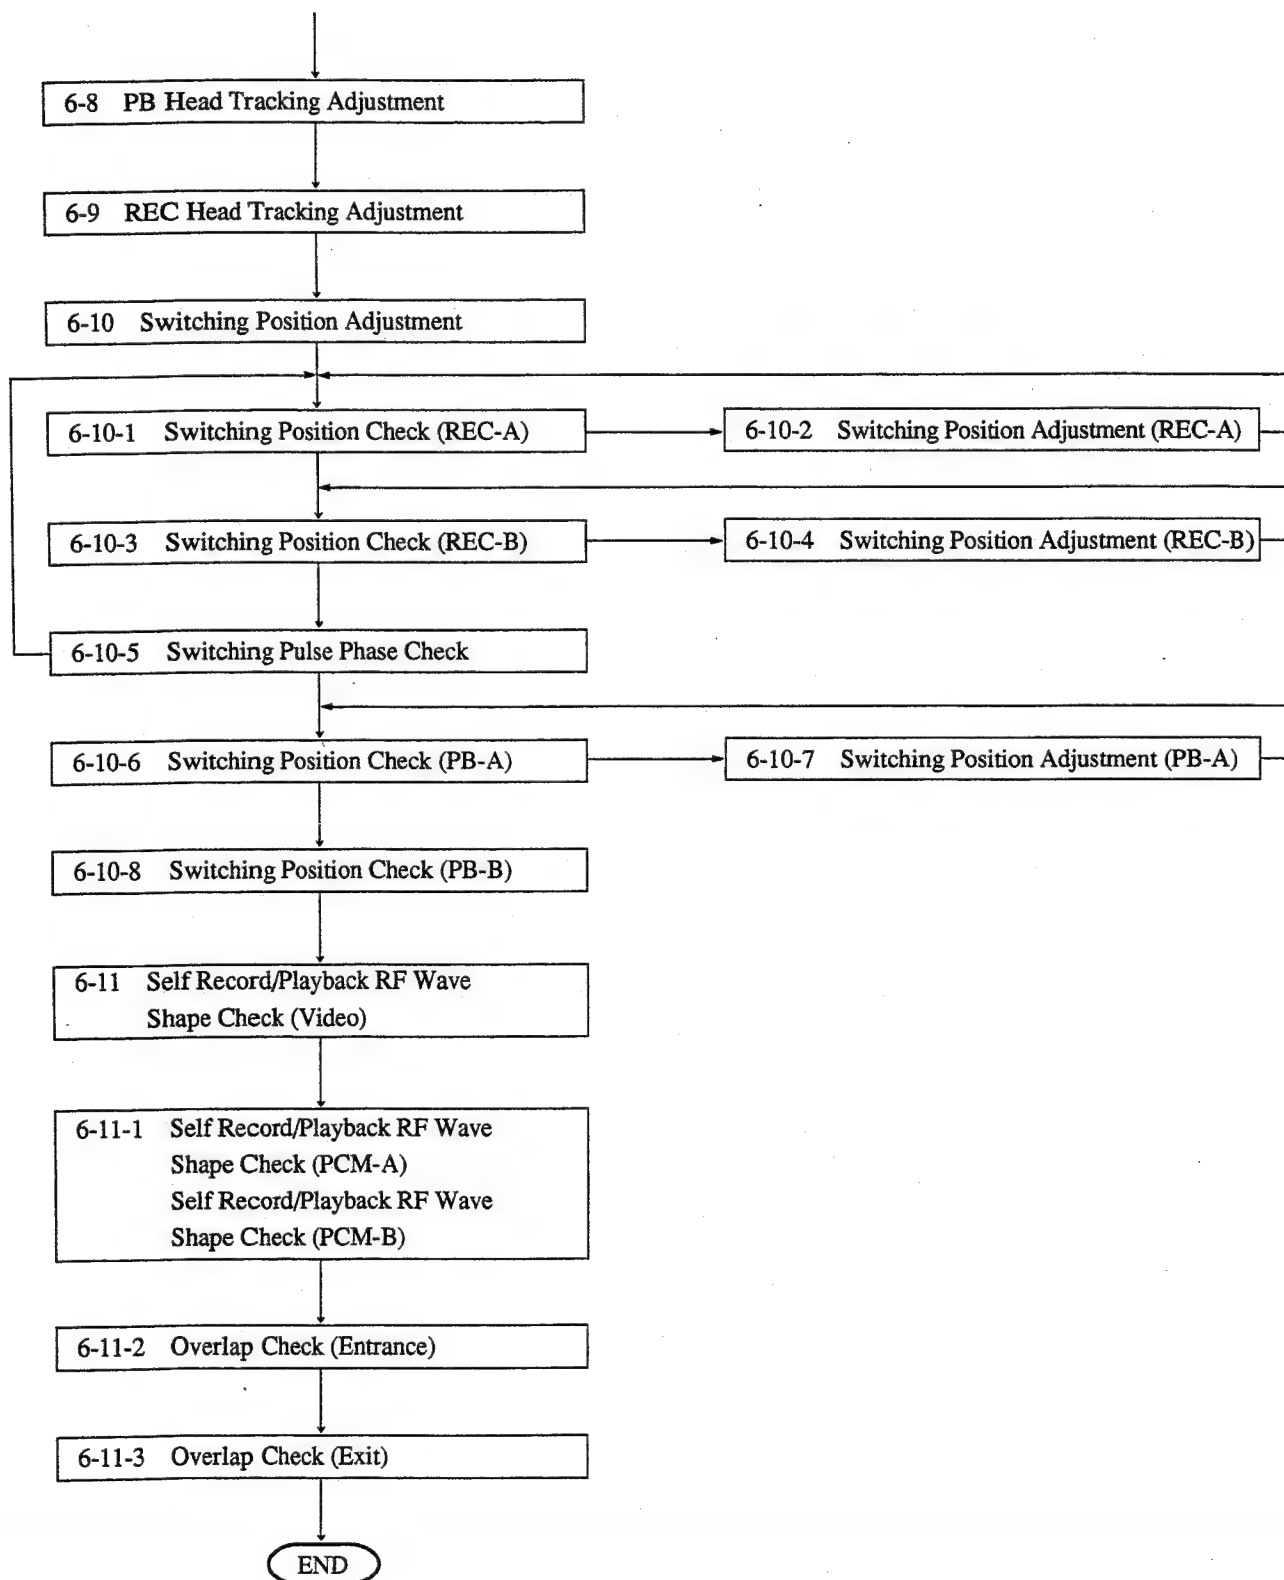 6-8 PB Head Tracking Adjustment
6-9 REC Head Tracking Adjustment
6-10 Switching Position Adjustment
6-10-1 Switching Position Check (REC-A)
6-10-2 Switching Position Adjustment (REC-A)
6-10-3 Switching Position Check (REC-B)
6-10-4 Switching Position Adjustment (REC-B)
6-10-5 Switching Pulse Phase Check
6-10-6 Switching Position Check (PB-A)
6-10-7 Switching Position Adjustment (PB-A)
6-10-8 Switching Position Check (PB-B)
6-11 Self Record/Playback RF Wave
Shape Check (Video)
6-11-1 Self Record/Playback RF Wave
Shape Check (PCM-A)
Self Record/Playback RF Wave
Shape Check (PCM-B)
6-11-2 Overlap Check (Entrance)
6-11-3 Overlap Check (Exit)
END